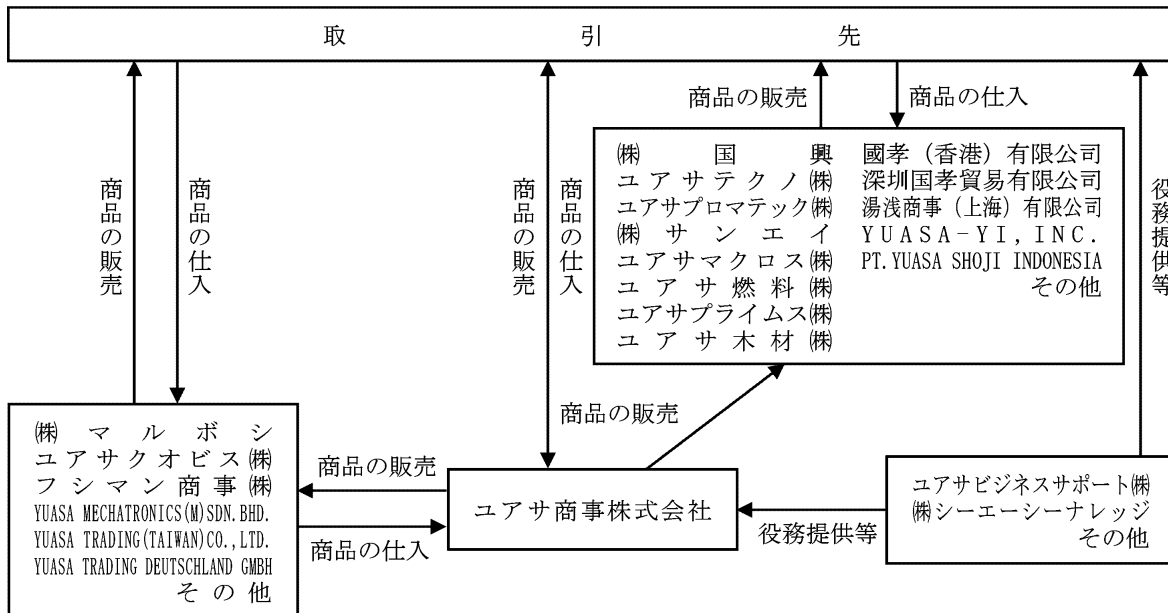 取引先
商品の販売
商品の仕入
商品の販売
商品の仕入
商品の販売
商品の仕入
役務提供等
㈱国興 國孝（香港）有限公司
ユアサテクノ㈱ 深圳国孝貿易有限公司
ユアサプロマテック㈱ 湯浅商事（上海）有限公司
㈱サンエイ YUASA-YI, INC.
ユアサマクロス㈱ PT. YUASA SHOJI INDONESIA
ユアサ燃料㈱ その他
ユアサプライムス㈱
ユアサ木材㈱
商品の販売
㈱マルボシ
ユアサクオビス㈱
フシマン商事㈱
YUASA MECHATRONICS(M)SDN.BHD.
YUASA TRADING(TAIWAN)CO.,LTD.
YUASA TRADING DEUTSCHLAND GMBH
その他
商品の販売
商品の仕入
ユアサ商事株式会社
役務提供等
ユアサビジネスサポート㈱
㈱シーエーシーナレッジ
その他